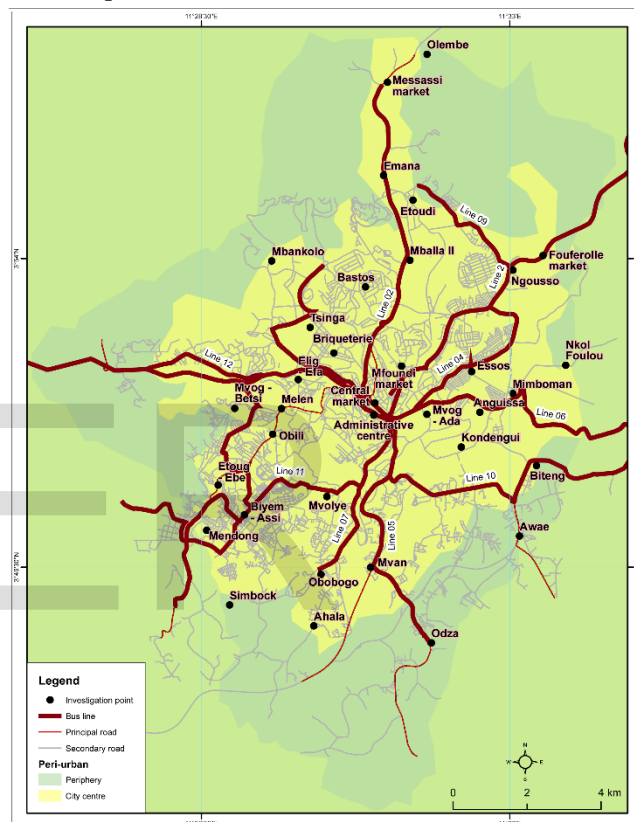 11°28'30"E
Olembe
Messassi
market
Emana
Etoudi
Line 09
Mbankolo
Mballa II
Fouferolle
market
Line 2
Ngousso
Bastos
Line 02
Tsinga
Briqueterie
Nkol
Foulou
Line 12
Elig
Efa
Mfounei
market
Line 04
Essos
Mvog -
Betsi
Melen
Central
market
Mimboman
Administrative
centre
Mvog
- Ada
Anguissa
Line 06
Obili
Kondengui
Etoug
- Ebe
Line 11
Line 10
Biteng
Biyem
- Assi
Mvolye
Mendong
Line 07
Line 05
Awae
Obobogo
Mvan
Simbock
Ahala
Odza
Legend
Investigation point
Bus line
Principal road
Secondary road
Peri-urban
Periphery
City centre
N
W
E
S
0
2
4 km